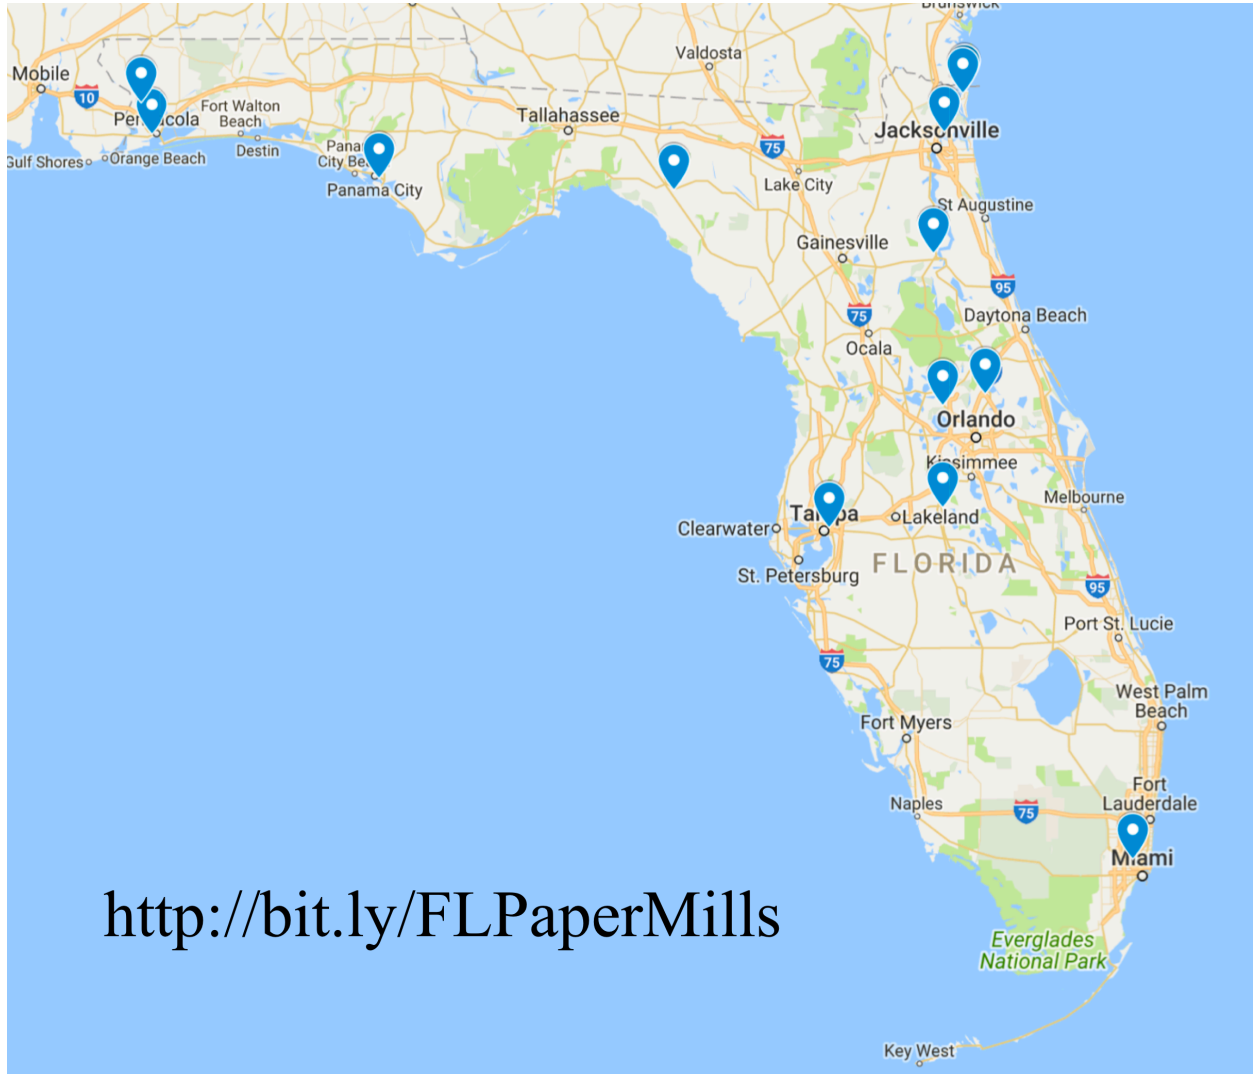 Brunswick
Valdosta
Mobile
10
Pensacola
Fort Walton
Beach
Destin
Gulf Shores
Orange Beach
Panama
City Beach
Panama City
Tallahassee
75
Lake City
Jacksonville
St Augustine
Gainesville
95
75
Daytona Beach
Ocala
Orlando
Kissimmee
Melbourne
Tampa
Lakeland
Clearwater
FLORIDA
St. Petersburg
95
Port St. Lucie
75
West Palm
Beach
Fort Myers
Fort
Lauderdale
Naples
75
Miami
http://bit.ly/FLPaperMills
Everglades
National Park
Key West